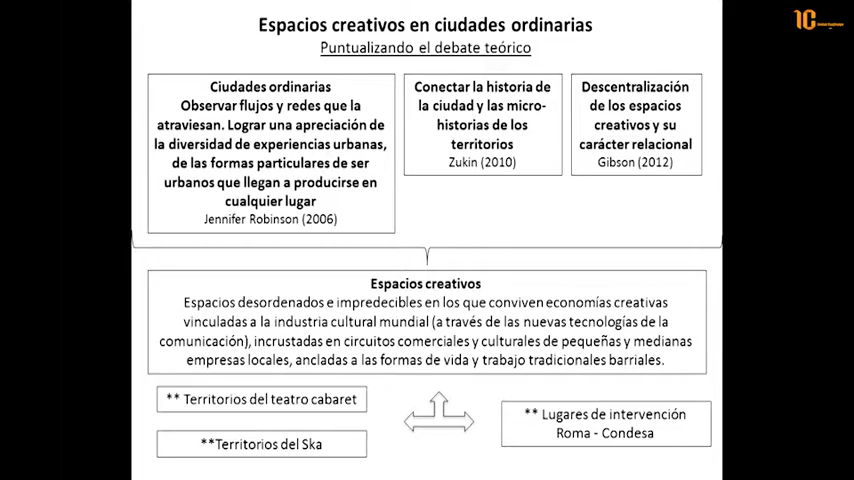 Espacios creativos en ciudades ordinarias
Puntualizando el debate teórico
Ciudades ordinarias
Observar flujos y redes que la
atraviesan. Lograr una apreciación de
la diversidad de experiencias urbanas,
de las formas particulares de ser
urbanos que llegan a producirse en
cualquier lugar
Jennifer Robinson (2006)
Conectar la historia de
la ciudad y las micro-
historias de los
territorios
Zukin (2010)
Descentralización
de los espacios
creativos y su
carácter relacional
Gibson (2012)
Espacios creativos
Espacios desordenados e impredecibles en los que conviven economías creativas
vinculadas a la industria cultural mundial (a través de las nuevas tecnologías de la
comunicación), incrustadas en circuitos comerciales y culturales de pequeñas y medianas
empresas locales, ancladas a las formas de vida y trabajo tradicionales barriales.
** Territorios del teatro cabaret
**Territorios del Ska
** Lugares de intervención
Roma - Condesa